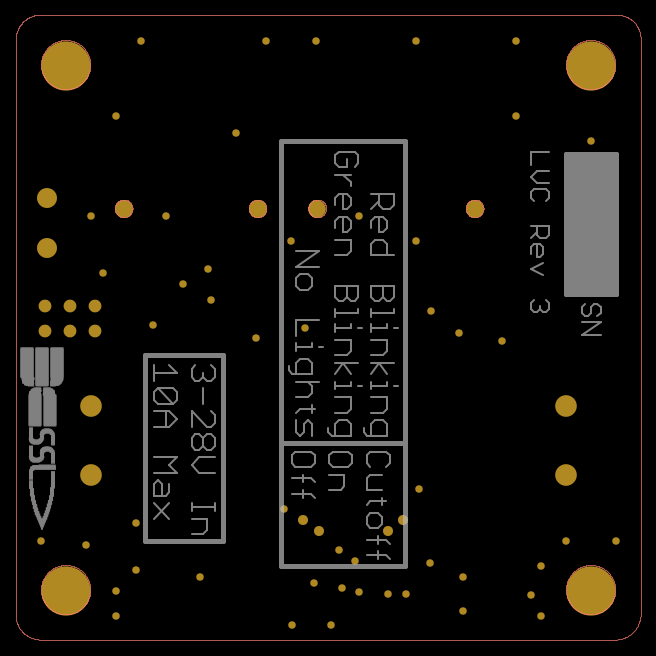 LVC Rev 3
SN
Red Blinking Cutoff
Green Blinking On
No Lights Off
3-28V In
10A Max
SSL